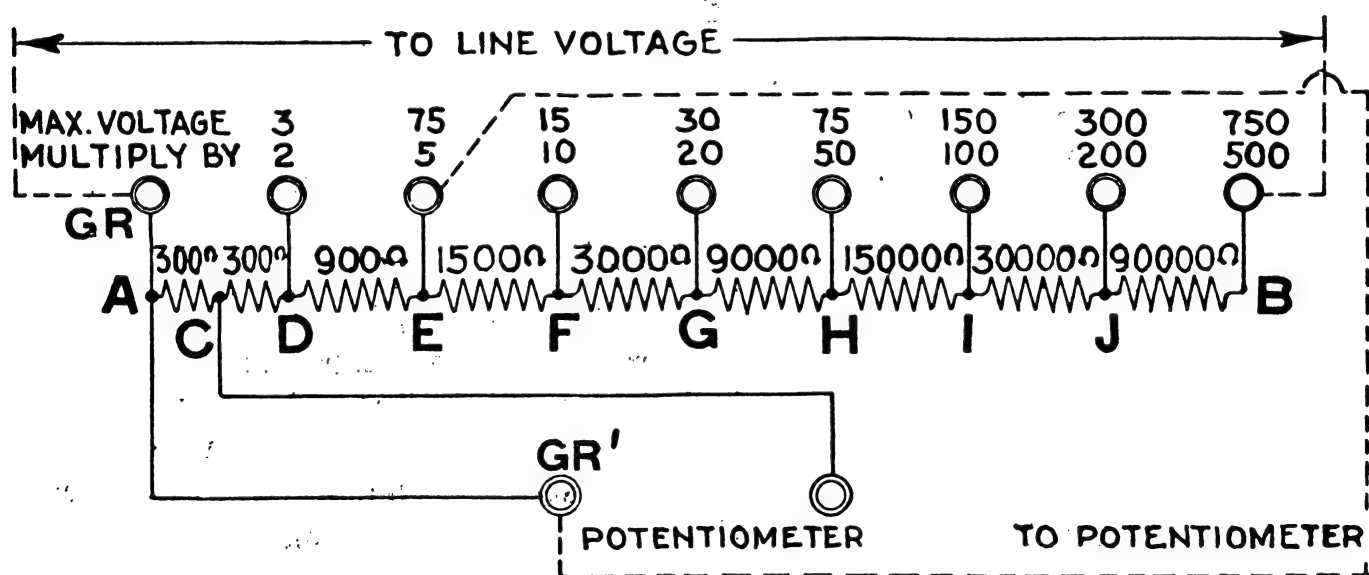 TO LINE VOLTAGE
MAX. VOLTAGE 3 75 15 30 75 150 300 750
MULTIPLY BY 2 5 10 20 50 100 200 500
GR
300Ω 300Ω 900Ω 1500Ω 3000Ω 9000Ω 15000Ω 30000Ω 90000Ω
A B
C D E F G H I J
GR'
POTENTIOMETER TO POTENTIOMETER